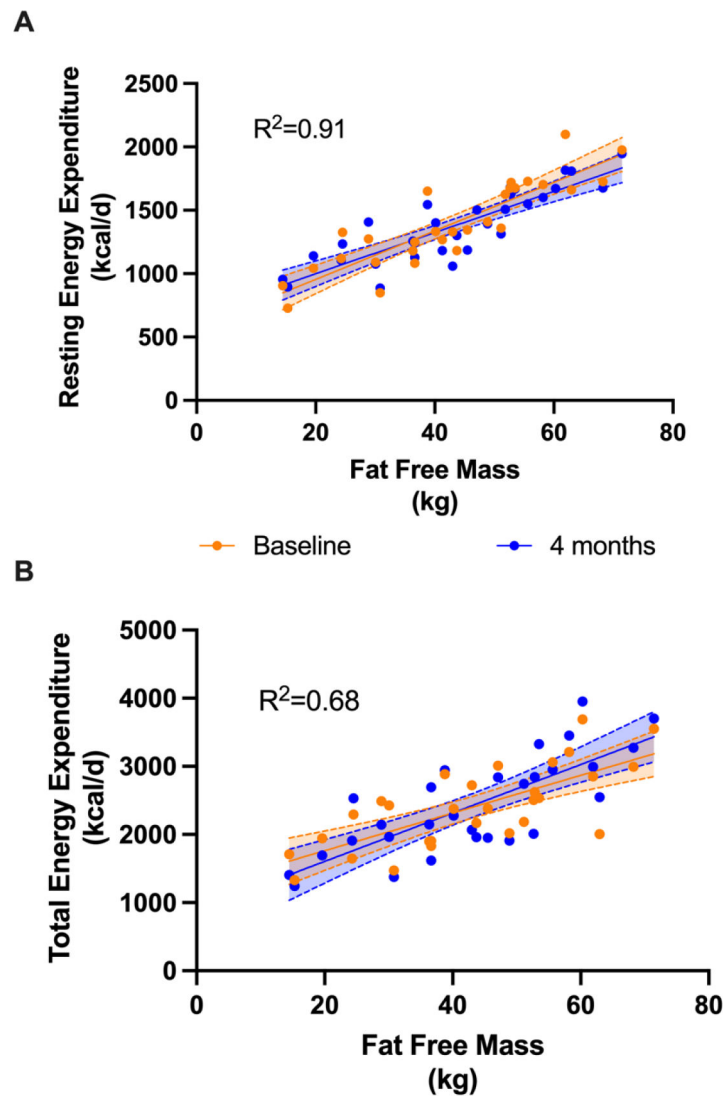 A
R²=0.91
Resting Energy Expenditure
(kcal/d)
2500
2000
1500
1000
500
0
0 20 40 60 80
Fat Free Mass
(kg)
Baseline 4 months
B
R²=0.68
Total Energy Expenditure
(kcal/d)
5000
4000
3000
2000
1000
0
0 20 40 60 80
Fat Free Mass
(kg)